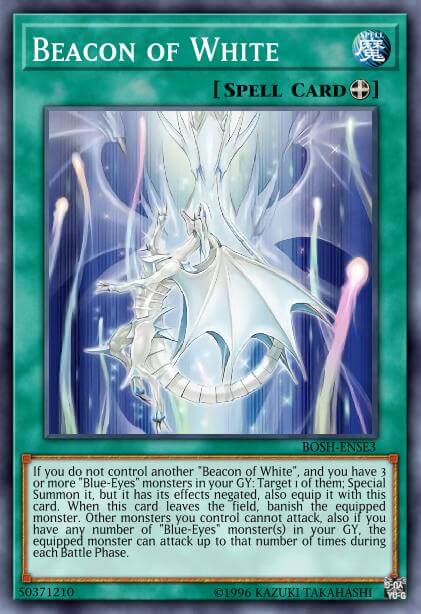 BEACON OF WHITE
SPELL
魔
[SPELL CARD]
BOSH-ENSE3
If you do not control another "Beacon of White", and you have 3
or more "Blue-Eyes" monsters in your GY: Target 1 of them; Special
Summon it, but it has its effects negated, also equip it with this
card. When this card leaves the field, banish the equipped
monster. Other monsters you control cannot attack, also if you
have any number of "Blue-Eyes" monster(s) in your GY, the
equipped monster can attack up to that number of times during
each Battle Phase.
50371210
©1996 KAZUKI TAKAHASHI